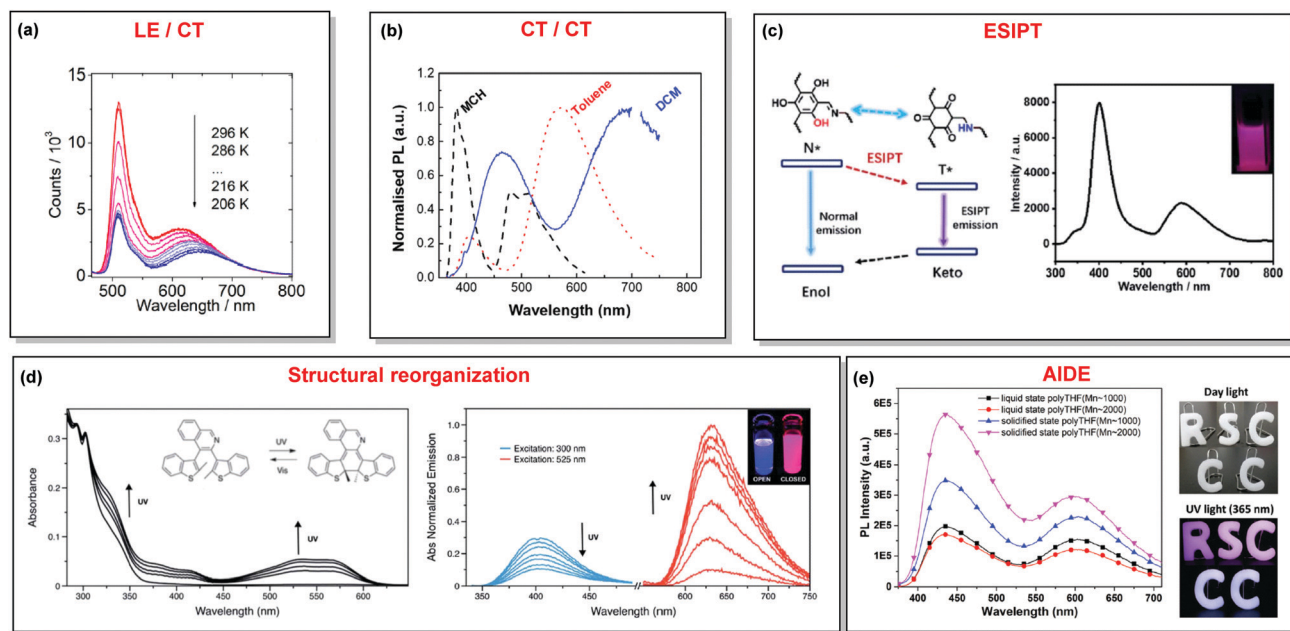 (a)
LE / CT
Counts / 10³
15
10
5
0
296 K
286 K
...
216 K
206 K
500 600 700 800
Wavelength / nm
(b)
CT / CT
Normalised PL (a.u.)
1.2
1.0
0.8
0.6
0.4
0.2
0.0
MCH
Toluene
DCM
350 400 450 500 550 600 650 700 750 800
Wavelength (nm)
(c)
ESIPT
OH
HO
N
OH
O
O
O
HN
N*
ESIPT
T*
Normal
emission
ESIPT
emission
Enol
Keto
Intensity / a.u.
8000
6000
4000
2000
0
300 400 500 600 700 800
Wavelength / nm
(d)
Structural reorganization
Absorbance
0.3
0.2
0.1
0
N
S
S
UV
Vis
N
S
S
UV
UV
300 350 400 450 500 550 600
Wavelength (nm)
Abs Normalized Emission
1.0
0.8
0.6
0.4
0.2
0
Excitation: 300 nm
Excitation: 525 nm
UV
UV
OPEN CLOSED
350 400 450 600 650 700 750
Wavelength (nm)
(e)
AIDE
PL Intensity (a.u.)
6E5
5E5
4E5
3E5
2E5
1E5
0
liquid state polyTHF(Mn~1000)
liquid state polyTHF(Mn~2000)
solidified state polyTHF(Mn~1000)
solidified state polyTHF(Mn~2000)
400 450 500 550 600 650 700
Wavelength (nm)
Day light
RSC
CC
UV light (365 nm)
RSC
CC